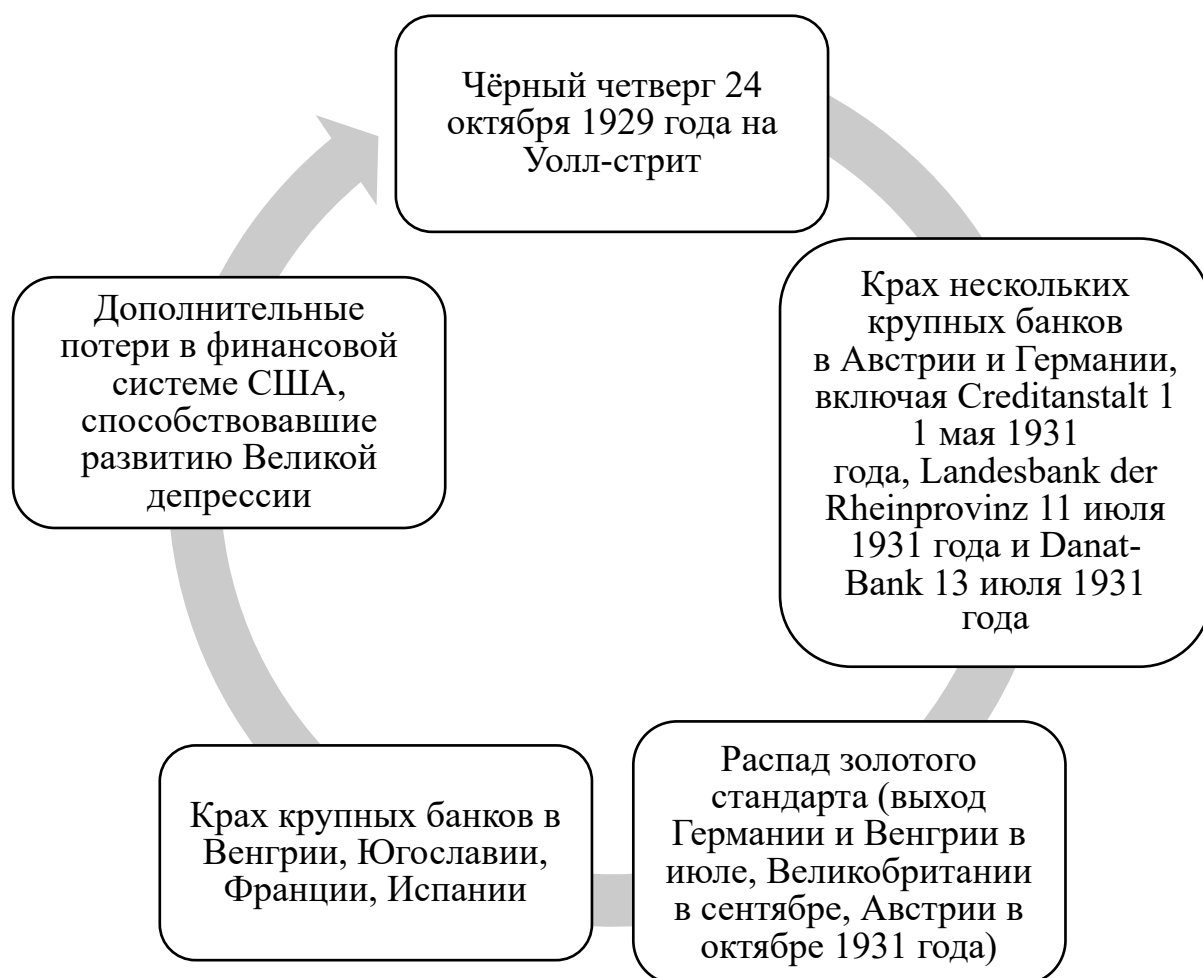 Чёрный четверг 24
октября 1929 года на
Уолл-стрит
Крах нескольких
крупных банков
в Австрии и Германии,
включая Creditanstalt 1
1 мая 1931
года, Landesbank der
Rheinprovinz 11 июля
1931 года и Danat-
Bank 13 июля 1931
года
Распад золотого
стандарта (выход
Германии и Венгрии в
июле, Великобритании
в сентябре, Австрии в
октябре 1931 года)
Крах крупных банков в
Венгрии, Югославии,
Франции, Испании
Дополнительные
потери в финансовой
системе США,
способствовавшие
развитию Великой
депрессии